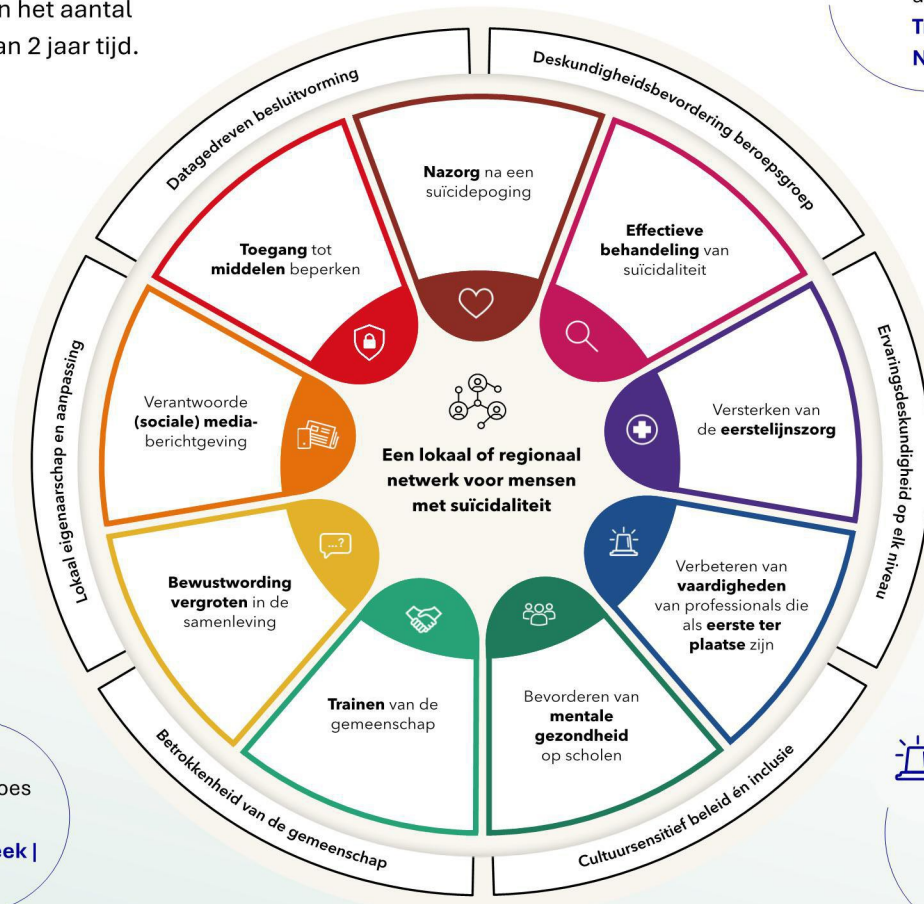 n het aantal
an 2 jaar tijd.
T
N
Datagedreven besluitvorming
Deskundigheidsbevordering beroepsgroep
Ervaringsdeskundigheid op elk niveau
Cultuursensitief beleid én inclusie
Betrokkenheid van de gemeenschap
Lokaal eigenaarschap en aanpassing
Nazorg na een
suïcidepoging
Effectieve
behandeling van
suïcidaliteit
Versterken van
de eerstelijnszorg
Verbeteren van
vaardigheden
van professionals die
als eerste ter
plaatse zijn
Bevorderen van
mentale
gezondheid
op scholen
Trainen van de
gemeenschap
Bewustwording
vergroten in de
samenleving
...?
Verantwoorde
(sociale) media-
berichtgeving
Toegang tot
middelen beperken
Een lokaal of regionaal
netwerk voor mensen
met suïcidaliteit
oes
eek |